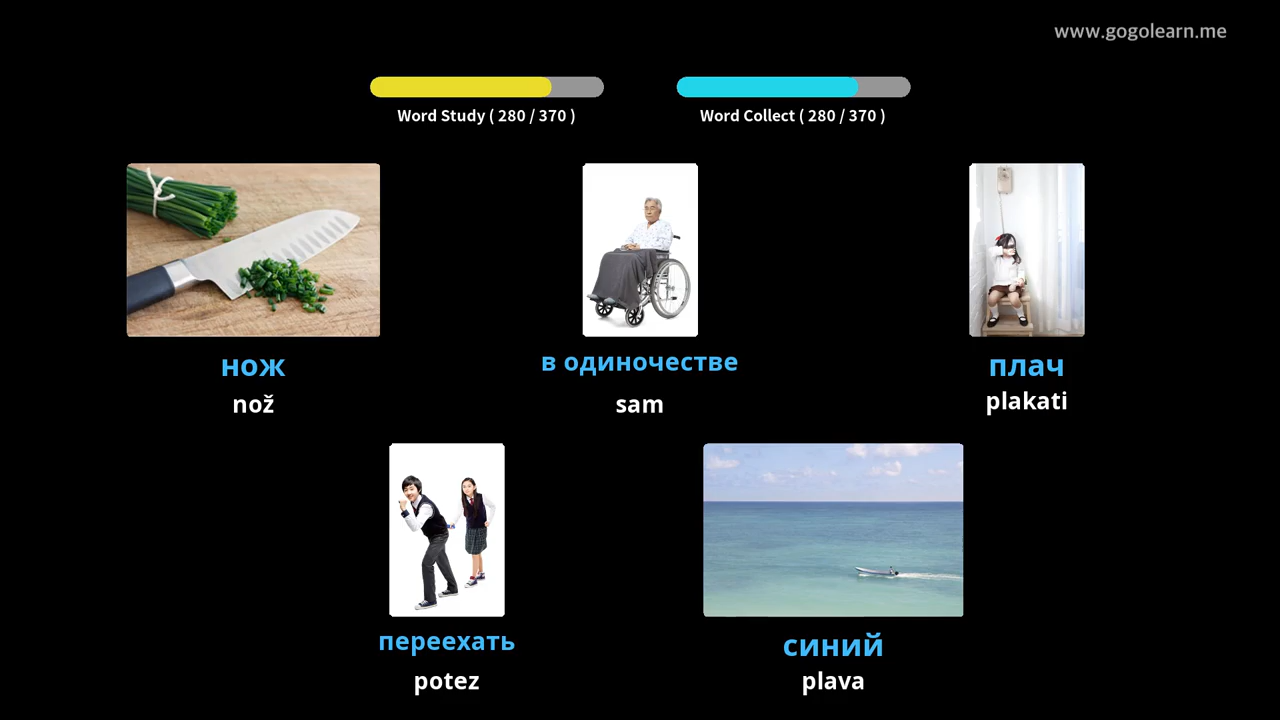 www.gogolearn.me
Word Study ( 280 / 370 )
Word Collect ( 280 / 370 )
нож
nož
в одиночестве
sam
плач
plakati
переехать
potez
синий
plava